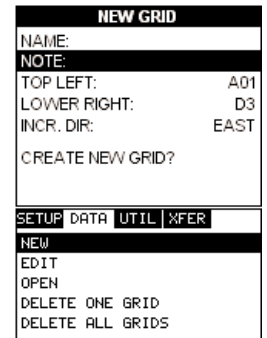 NEW GRID
NAME:
NOTE:
TOP LEFT: A01
LOWER RIGHT: D3
INCR. DIR: EAST
CREATE NEW GRID?
SETUP DATA UTIL XFER
NEW
EDIT
OPEN
DELETE ONE GRID
DELETE ALL GRIDS